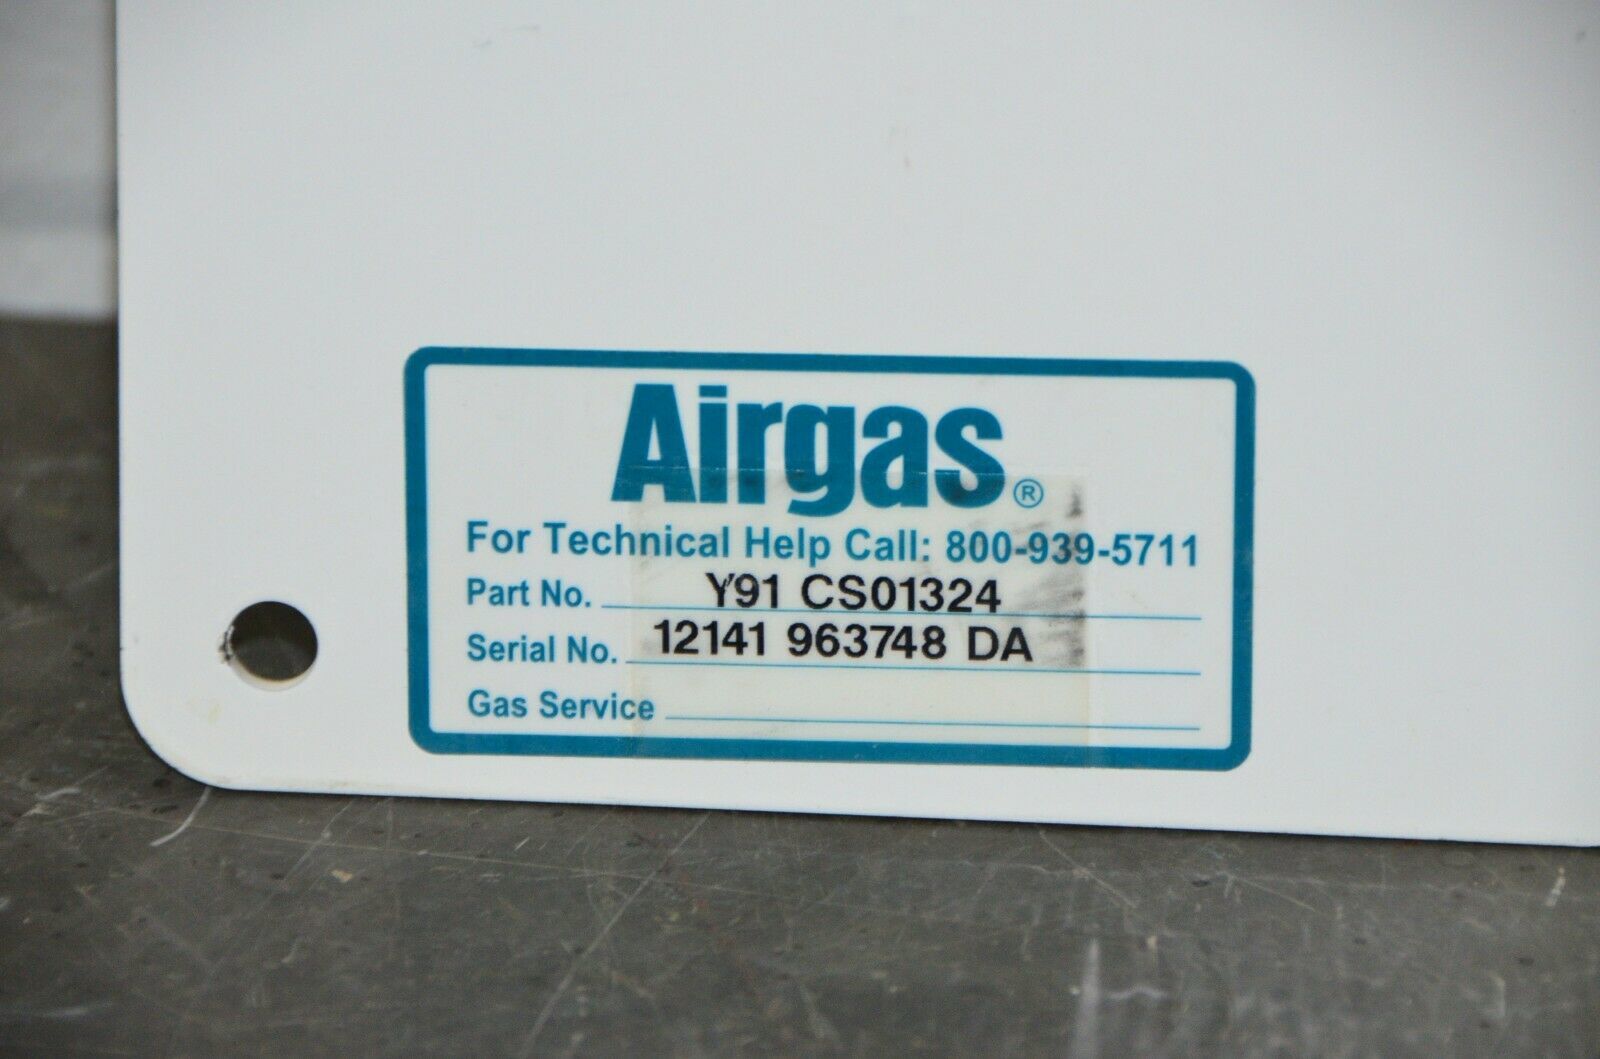 Airgas®
For Technical Help Call: 800-939-5711
Part No. Y91 CS01324
Serial No. 12141 963748 DA
Gas Service